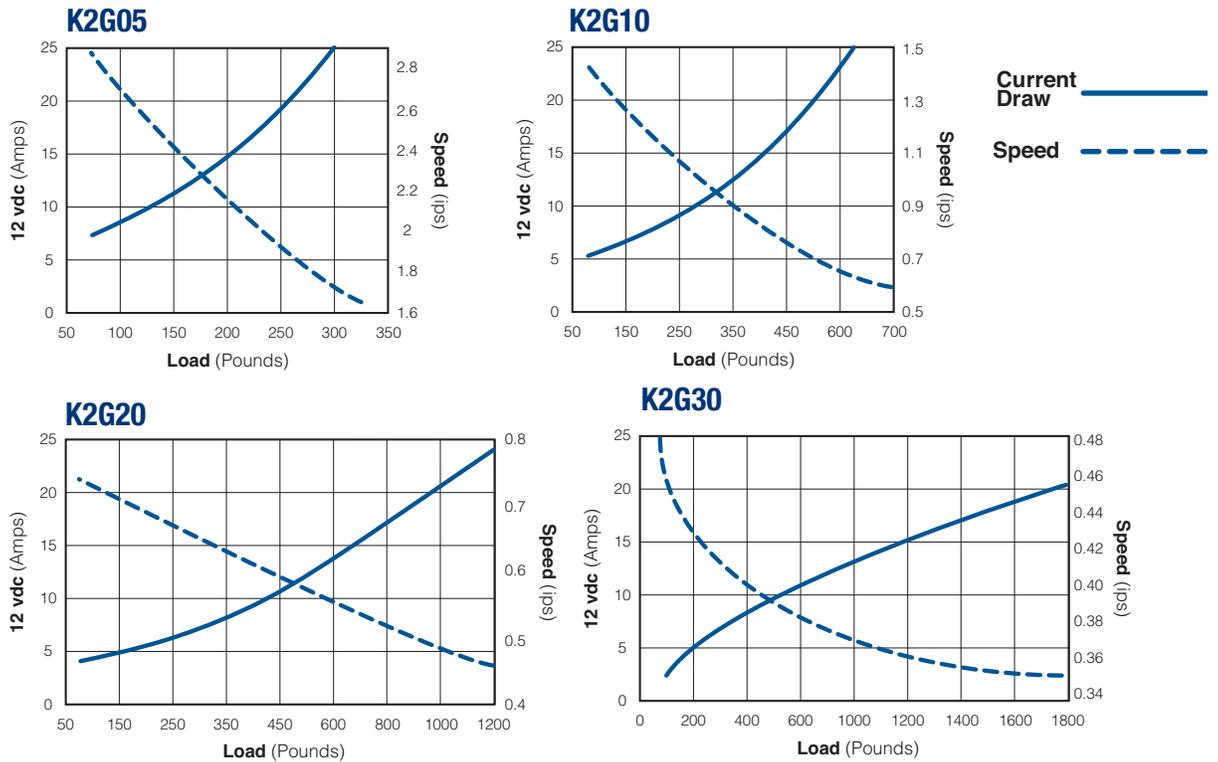 K2G05
25
20
15
10
5
0
12 vdc (Amps)
2.8
2.6
2.4
2.2
2
1.8
1.6
Speed (ips)
50 100 150 200 250 300 350
Load (Pounds)
K2G10
25
20
15
10
5
0
12 vdc (Amps)
1.5
1.3
1.1
0.9
0.7
0.5
Speed (ips)
50 150 250 350 450 600 700
Load (Pounds)
Current
Draw
Speed
K2G20
25
20
15
10
5
0
12 vdc (Amps)
0.8
0.7
0.6
0.5
0.4
Speed (ips)
50 150 250 350 450 600 800 1000 1200
Load (Pounds)
K2G30
25
20
15
10
5
0
12 vdc (Amps)
0.48
0.46
0.44
0.42
0.40
0.38
0.36
0.34
Speed (ips)
0 200 400 600 1000 1200 1400 1600 1800
Load (Pounds)